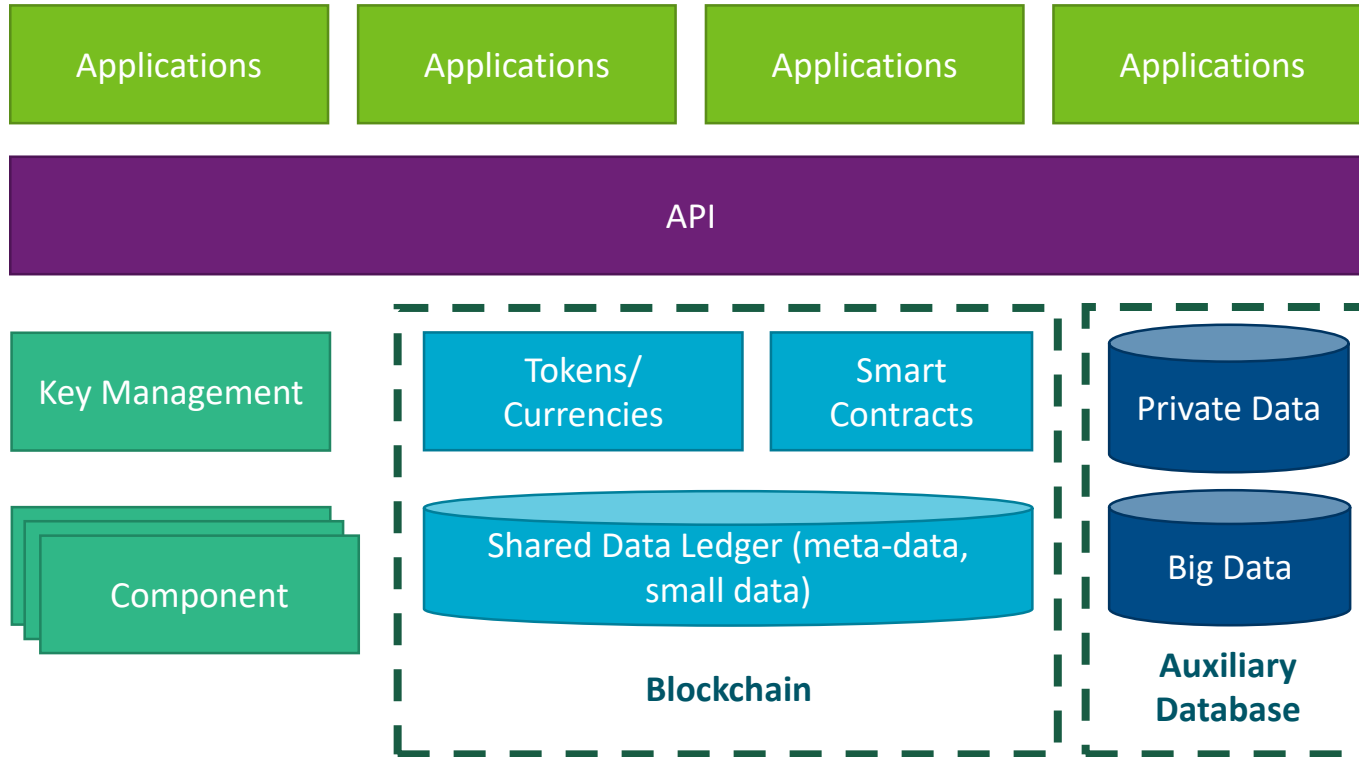 Applications
Applications
Applications
Applications
API
Key Management
Tokens/
Currencies
Smart
Contracts
Private Data
Component
Shared Data Ledger (meta-data,
small data)
Big Data
Blockchain
Auxiliary
Database